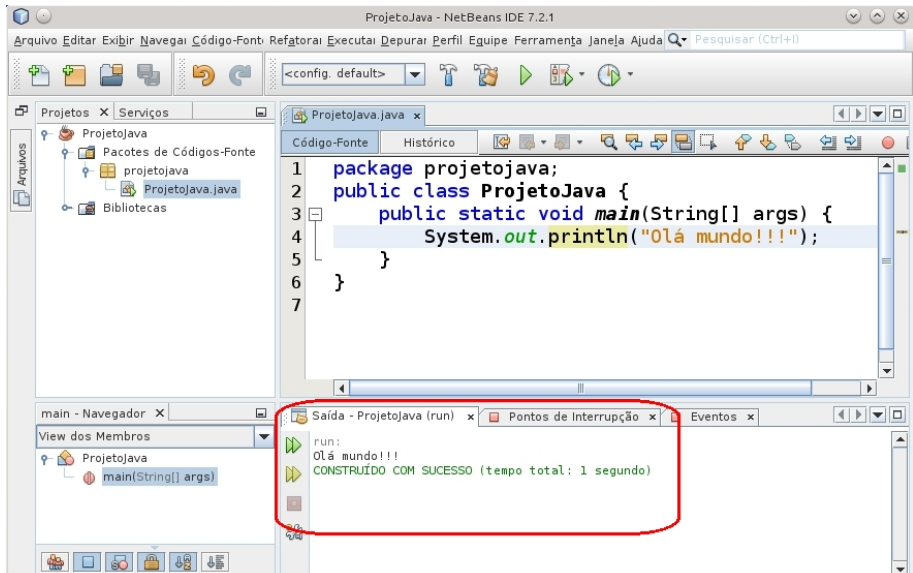 ProjetoJava - NetBeans IDE 7.2.1
Arquivo Editar Exibir Navegar Código-Font Refatorar Executar Depurar Perfil Equipe Ferramenta Janela Ajuda Pesquisar (Ctrl+I)
<config. default>
Projetos Serviços
ProjetoJava
Pacotes de Códigos-Fonte
projetojava
ProjetoJava.java
Bibliotecas
Arquivos
ProjetoJava.java
Código-Fonte Histórico
1 package projetojava;
2 public class ProjetoJava {
3 public static void main(String[] args) {
4 System.out.println("Olá mundo!!!");
5 }
6 }
7
main - Navegador
View dos Membros
ProjetoJava
main(String[] args)
Saída - ProjetoJava (run) Pontos de Interrupção Eventos
run:
Olá mundo!!!
CONSTRUÍDO COM SUCESSO (tempo total: 1 segundo)